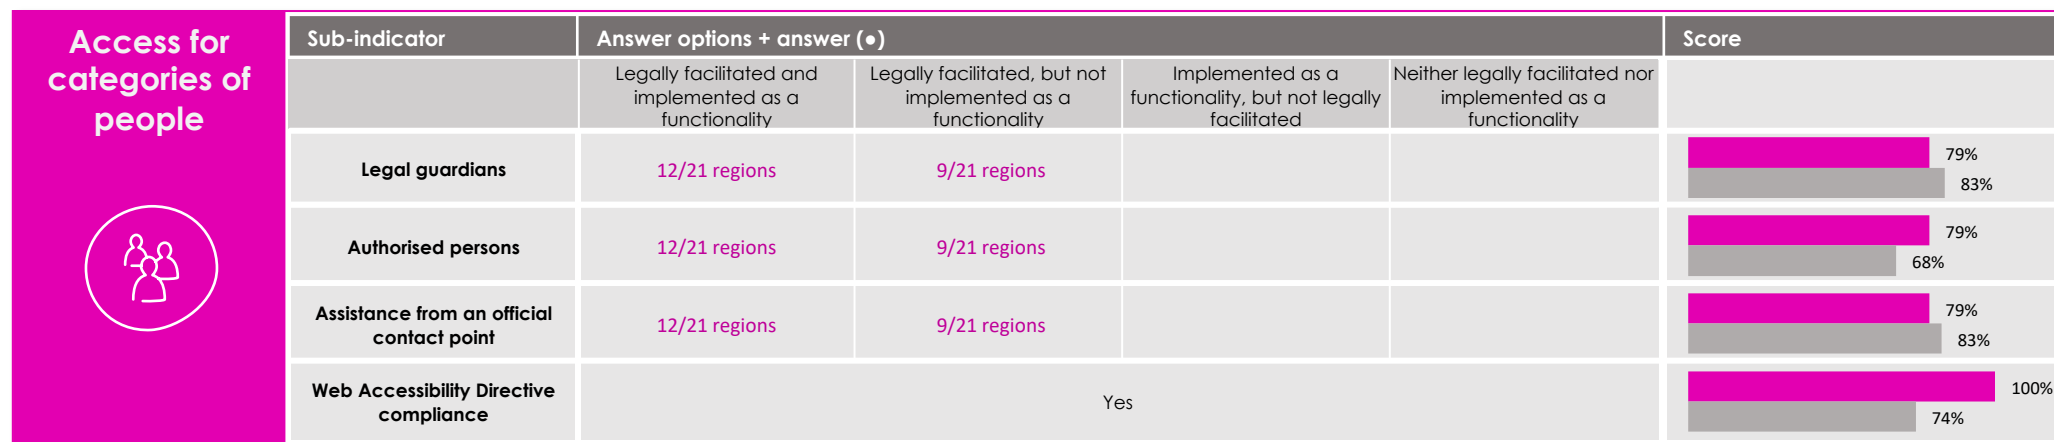 Access for
categories of
people
Sub-indicator
Answer options + answer (●)
Score
Legally facilitated and
implemented as a
functionality
Legally facilitated, but not
implemented as a
functionality
Implemented as a
functionality, but not legally
facilitated
Neither legally facilitated nor
implemented as a
functionality
Legal guardians
12/21 regions
9/21 regions
79%
83%
Authorised persons
12/21 regions
9/21 regions
79%
68%
Assistance from an official
contact point
12/21 regions
9/21 regions
79%
83%
Web Accessibility Directive
compliance
Yes
100%
74%